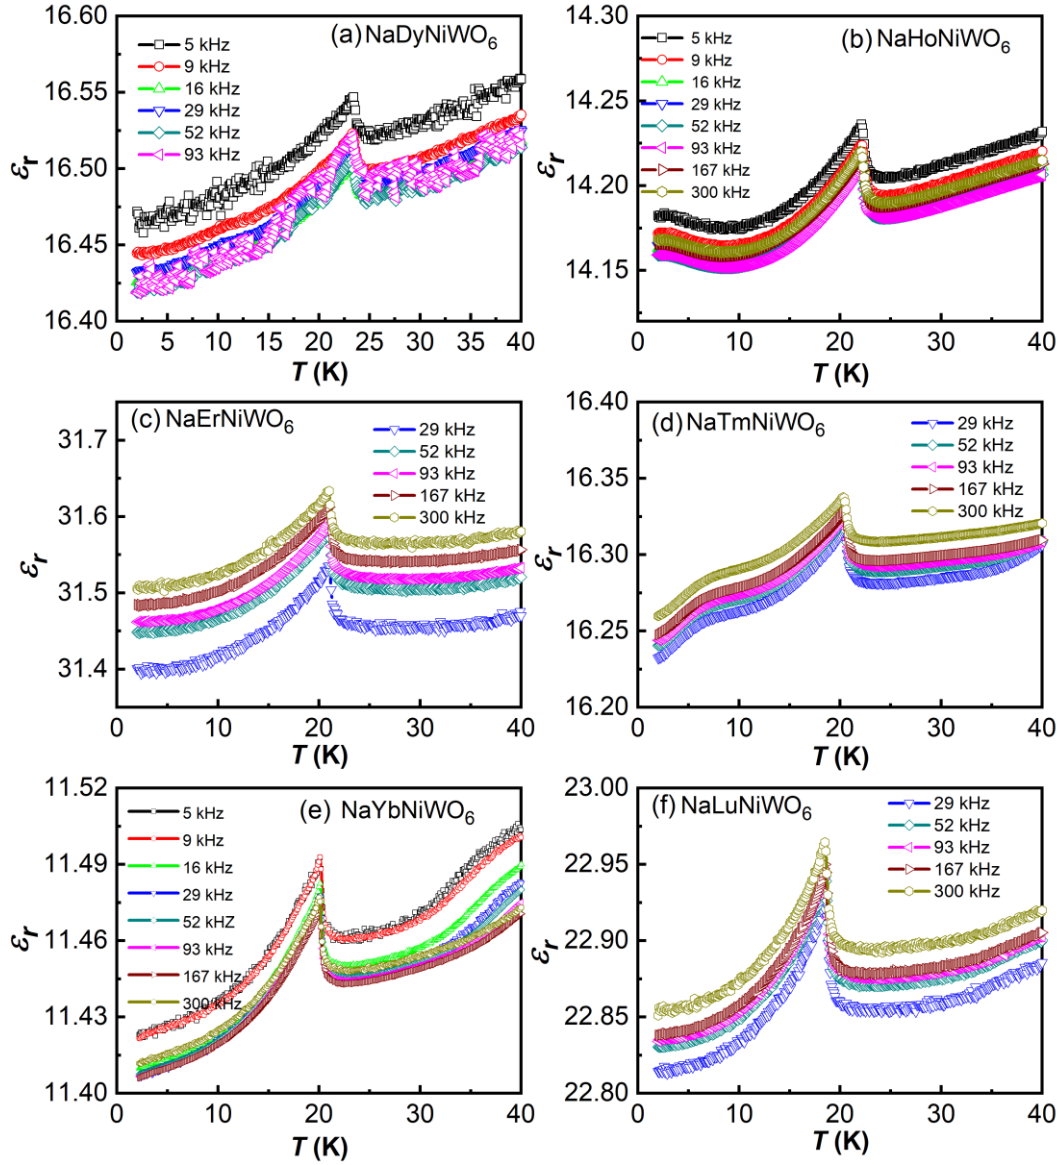 (a) NaDyNiWO6
5 kHz
9 kHz
16 kHz
29 kHz
52 kHz
93 kHz
16.60
16.55
16.50
16.45
16.40
εr
0 5 10 15 20 25 30 35 40
T (K)
(b) NaHoNiWO6
5 kHz
9 kHz
16 kHz
29 kHz
52 kHz
93 kHz
167 kHz
300 kHz
14.30
14.25
14.20
14.15
εr
0 10 20 30 40
T (K)
(c) NaErNiWO6
29 kHz
52 kHz
93 kHz
167 kHz
300 kHz
31.7
31.6
31.5
31.4
εr
0 10 20 30 40
T (K)
(d) NaTmNiWO6
29 kHz
52 kHz
93 kHz
167 kHz
300 kHz
16.40
16.35
16.30
16.25
16.20
εr
0 10 20 30 40
T (K)
(e) NaYbNiWO6
5 kHz
9 kHz
16 kHz
29 kHz
52 kHZ
93 kHz
167 kHz
300 kHz
11.52
11.49
11.46
11.43
11.40
εr
0 10 20 30 40
T (K)
(f) NaLuNiWO6
29 kHz
52 kHz
93 kHz
167 kHz
300 kHz
23.00
22.95
22.90
22.85
22.80
εr
0 10 20 30 40
T (K)